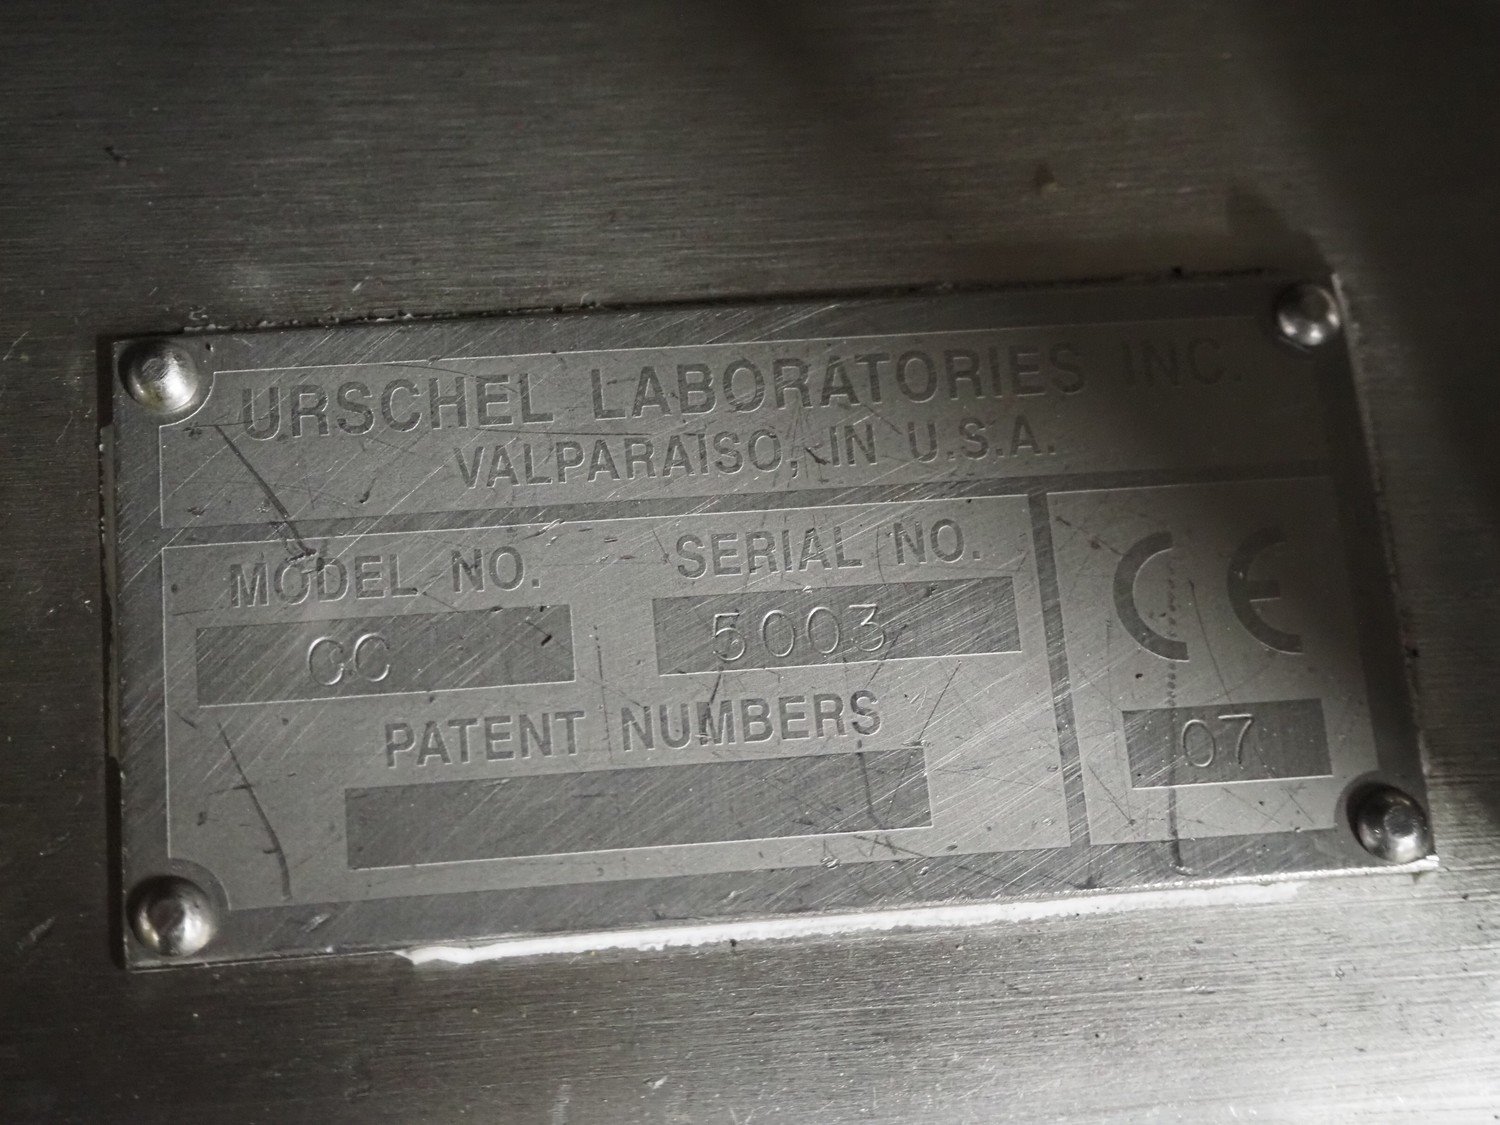 URSCHEL LABORATORIES INC.
VALPARAISO, IN U.S.A.
MODEL NO. SERIAL NO.
CC 5003
PATENT NUMBERS
CE
07